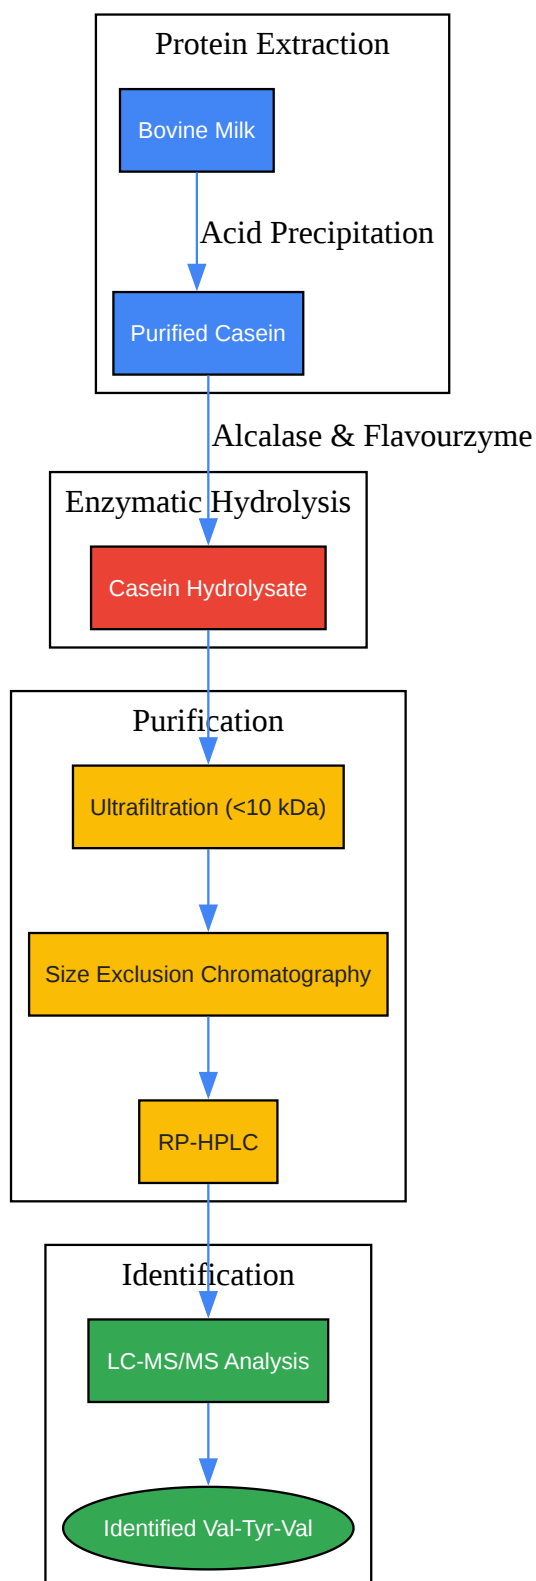 Protein Extraction
Bovine Milk
Acid Precipitation
Purified Casein
Alcalase & Flavourzyme
Enzymatic Hydrolysis
Casein Hydrolysate
Purification
Ultrafiltration (<10 kDa)
Size Exclusion Chromatography
RP-HPLC
Identification
LC-MS/MS Analysis
Identified Val-Tyr-Val